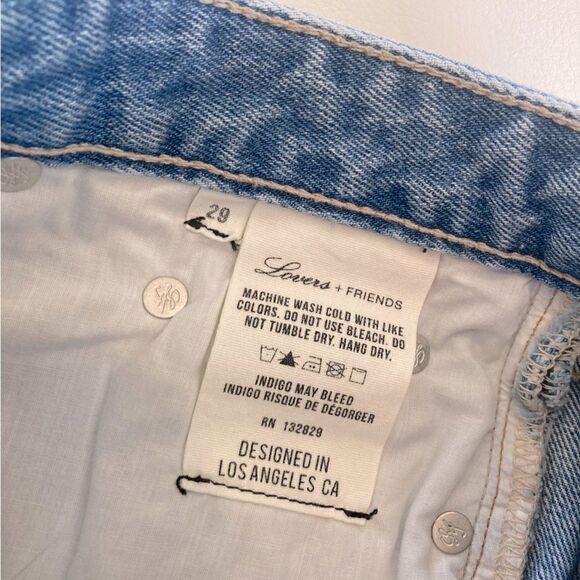 29
Lovers + FRIENDS
MACHINE WASH COLD WITH LIKE
COLORS. DO NOT USE BLEACH. DO
NOT TUMBLE DRY. HANG DRY.
INDIGO MAY BLEED
INDIGO RISQUE DE DÉGORGER
RN 132829
DESIGNED IN
LOS ANGELES CA